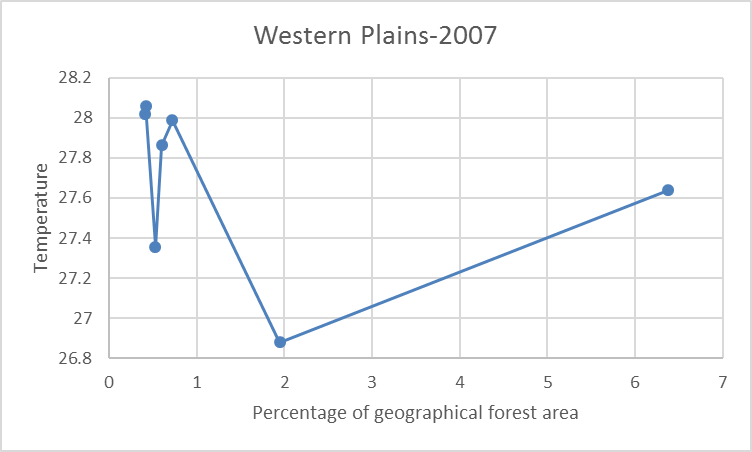 Western Plains-2007
28.2
28
27.8
27.6
27.4
27.2
27
26.8
Temperature
0 1 2 3 4 5 6 7
Percentage of geographical forest area